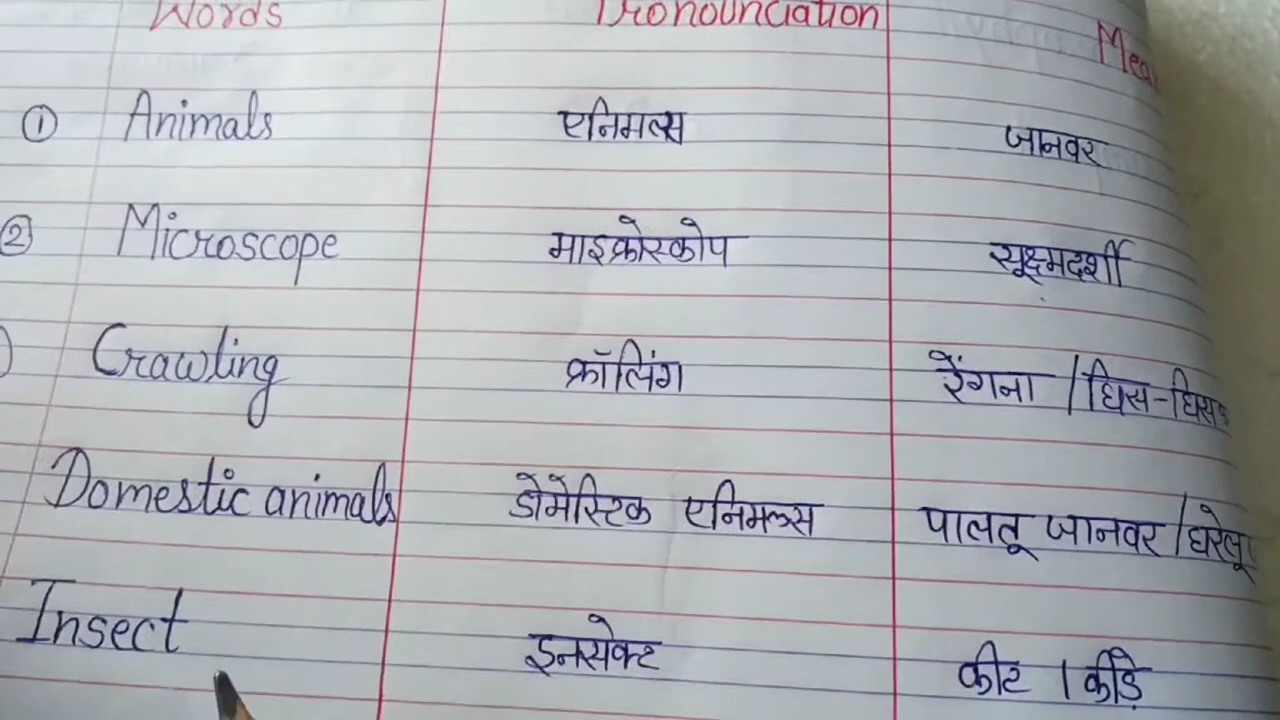 Words Pronounciation Mea
① Animals एनिमल्स जानवर
② Microscope माइक्रोस्कोप सूक्ष्मदर्शी
Crawling क्रॉलिंग रेंगना / घिस-घिस
Domestic animals डोमेस्टिक एनिमल्स पालतू जानवर / घरेलू
Insect इनसेक्ट कीट / कीड़े